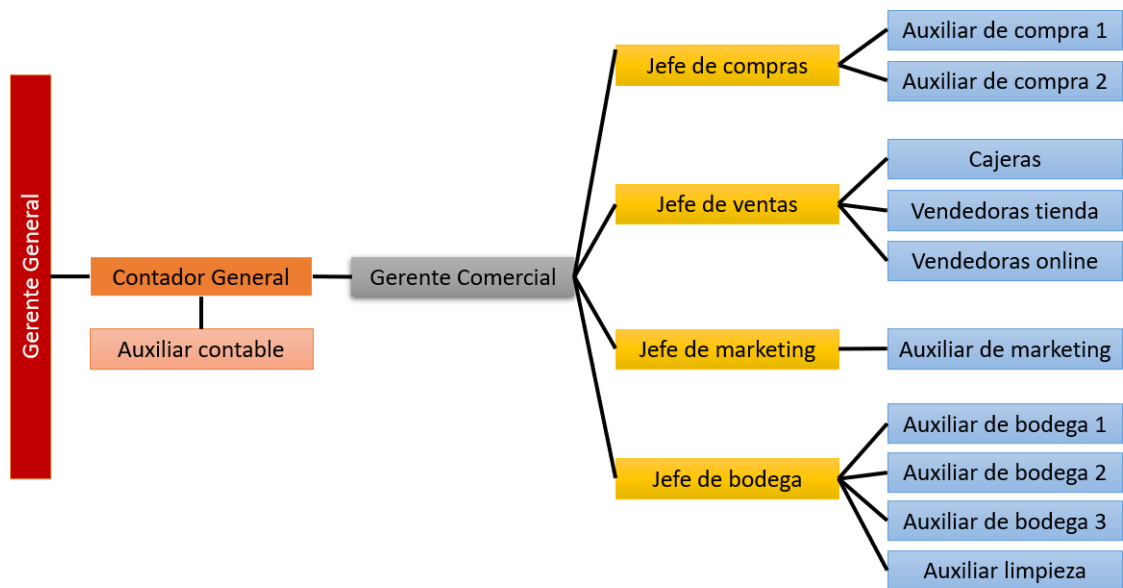 Gerente General
Contador General
Auxiliar contable
Gerente Comercial
Jefe de compras
Auxiliar de compra 1
Auxiliar de compra 2
Jefe de ventas
Cajeras
Vendedoras tienda
Vendedoras online
Jefe de marketing
Auxiliar de marketing
Jefe de bodega
Auxiliar de bodega 1
Auxiliar de bodega 2
Auxiliar de bodega 3
Auxiliar limpieza